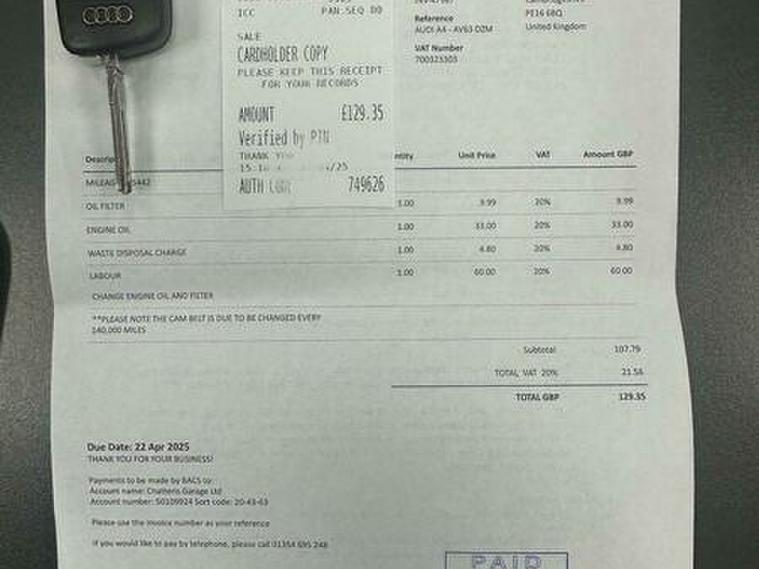 ICC PAN.SEQ 00
SALE
CARDHOLDER COPY
PLEASE KEEP THIS RECEIPT
FOR YOUR RECORDS
AMOUNT £129.35
Verified by PIN
THANK YOU
/25
AUTH CODE 749626
Reference
AUDI A4 - AV63 DZM
VAT Number
PE16 6BQ
United Kingdom
Unit Price VAT Amount GBP
OIL FILTER 1.00 9.99 20% 9.99
ENGINE OIL 1.00 33.00 20% 33.00
WASTE DISPOSAL CHARGE 1.00 4.80 20% 4.80
LABOUR 1.00 60.00 20% 60.00
CHANGE ENGINE OIL AND FILTER
**PLEASE NOTE THE CAM BELT IS DUE TO BE CHANGED EVERY
140,000 MILES
Subtotal 107.79
TOTAL VAT 20% 21.56
TOTAL GBP 129.35
Due Date: 22 Apr 2025
THANK YOU FOR YOUR BUSINESS!
Payments to be made by BACS to:
Account name: Chatteris Garage Ltd
Account number: 50109924 Sort code: 20-43-63
Please use the invoice number as your reference
If you would like to pay by telephone, please call 01354 695 248
PAID